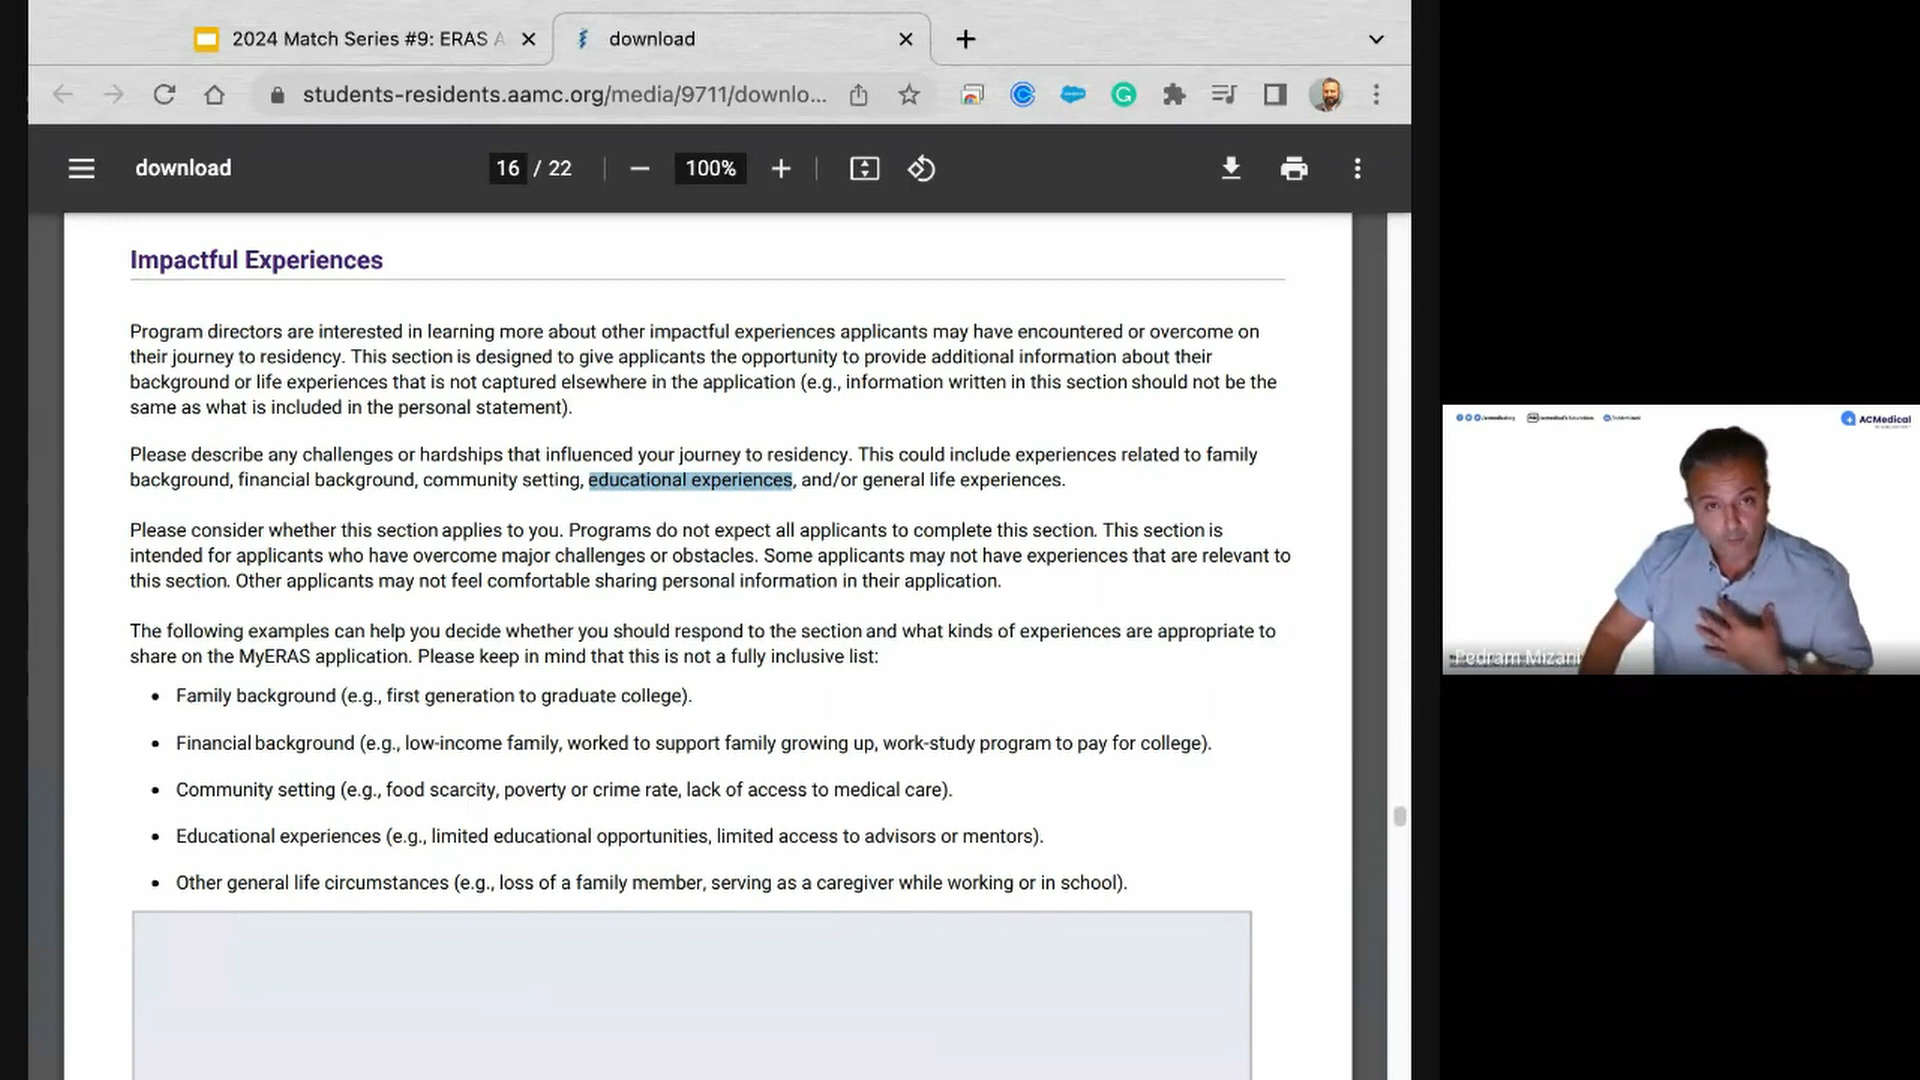 2024 Match Series #9: ERAS A
download
students-residents.aamc.org/media/9711/downlo...
download
16 / 22
100%
Impactful Experiences
Program directors are interested in learning more about other impactful experiences applicants may have encountered or overcome on
their journey to residency. This section is designed to give applicants the opportunity to provide additional information about their
background or life experiences that is not captured elsewhere in the application (e.g., information written in this section should not be the
same as what is included in the personal statement).
Please describe any challenges or hardships that influenced your journey to residency. This could include experiences related to family
background, financial background, community setting, educational experiences, and/or general life experiences.
Please consider whether this section applies to you. Programs do not expect all applicants to complete this section. This section is
intended for applicants who have overcome major challenges or obstacles. Some applicants may not have experiences that are relevant to
this section. Other applicants may not feel comfortable sharing personal information in their application.
The following examples can help you decide whether you should respond to the section and what kinds of experiences are appropriate to
share on the MyERAS application. Please keep in mind that this is not a fully inclusive list:
• Family background (e.g., first generation to graduate college).
• Financial background (e.g., low-income family, worked to support family growing up, work-study program to pay for college).
• Community setting (e.g., food scarcity, poverty or crime rate, lack of access to medical care).
• Educational experiences (e.g., limited educational opportunities, limited access to advisors or mentors).
• Other general life circumstances (e.g., loss of a family member, serving as a caregiver while working or in school).
ACMedical
Pedram Mizani